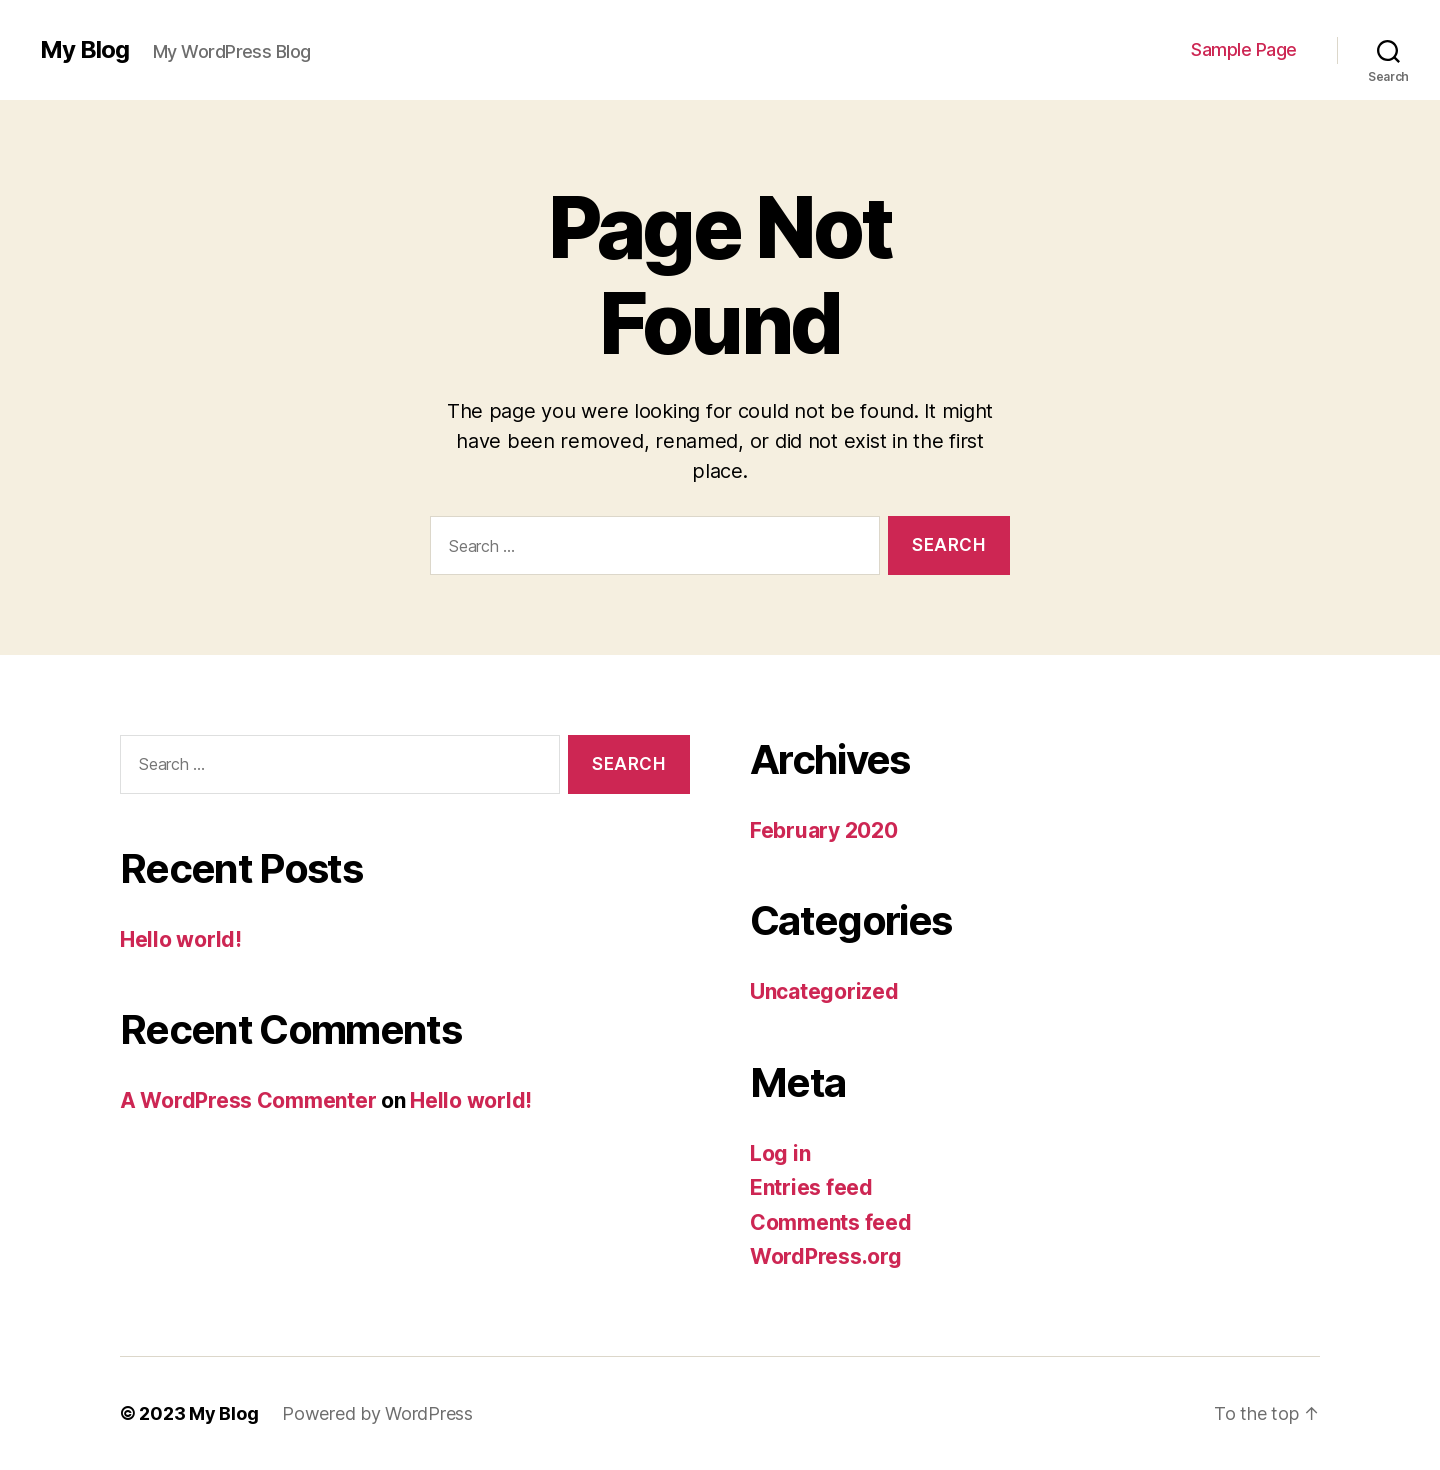 My Blog
My WordPress Blog
Sample Page
Search
Page Not
Found
The page you were looking for could not be found. It might
have been removed, renamed, or did not exist in the first
place.
Search …
SEARCH
Search …
SEARCH
Recent Posts
Hello world!
Recent Comments
A WordPress Commenter on Hello world!
Archives
February 2020
Categories
Uncategorized
Meta
Log in
Entries feed
Comments feed
WordPress.org
© 2023 My Blog
Powered by WordPress
To the top ↑